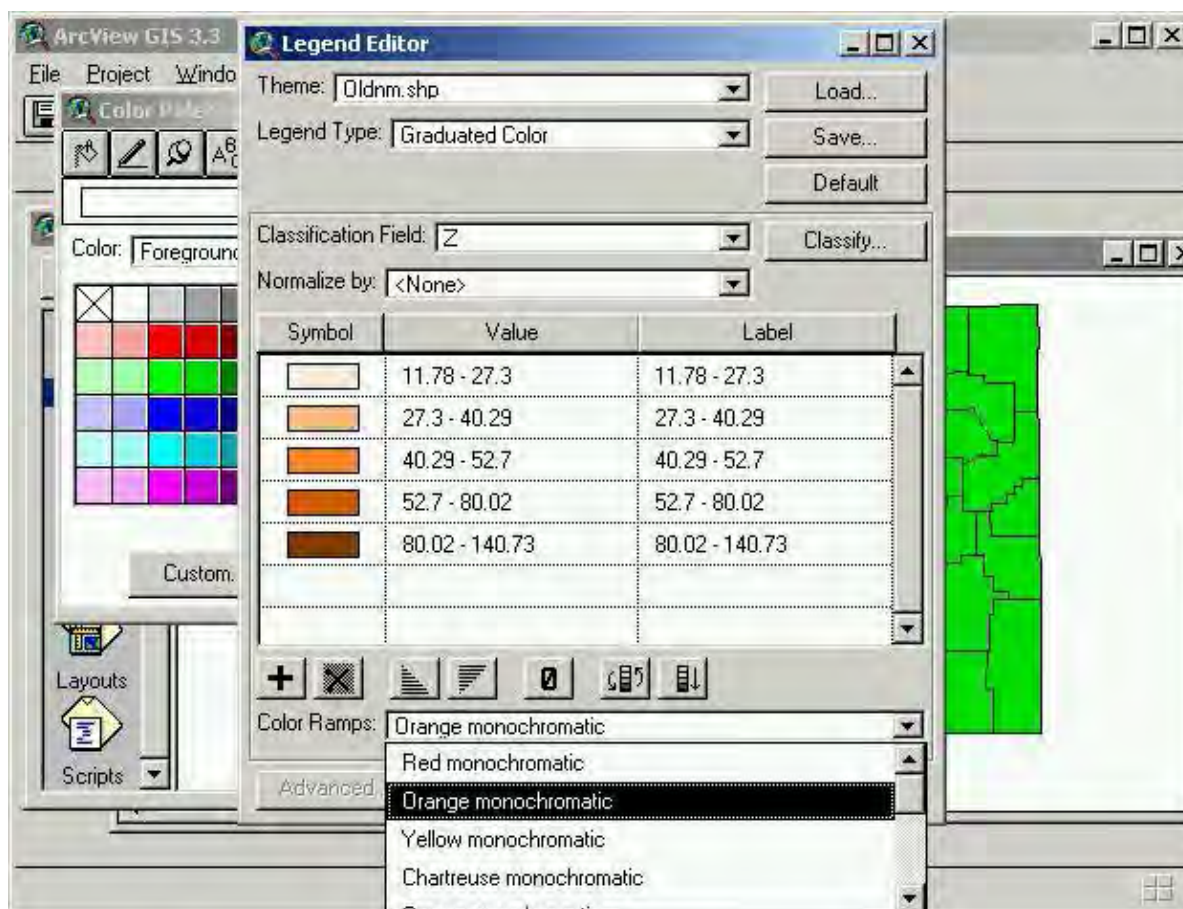 ArcView GIS 3.3
File Project Windo
Color
Color: Foreground
Custom.
Layouts
Scripts
Legend Editor
Theme: Oldnm.shp
Load...
Legend Type: Graduated Color
Save...
Default
Classification Field: Z
Classify...
Normalize by: <None>
Symbol Value Label
11.78 - 27.3 11.78 - 27.3
27.3 - 40.29 27.3 - 40.29
40.29 - 52.7 40.29 - 52.7
52.7 - 80.02 52.7 - 80.02
80.02 - 140.73 80.02 - 140.73
Color Ramps: Orange monochromatic
Advanced
Red monochromatic
Orange monochromatic
Yellow monochromatic
Chartreuse monochromatic